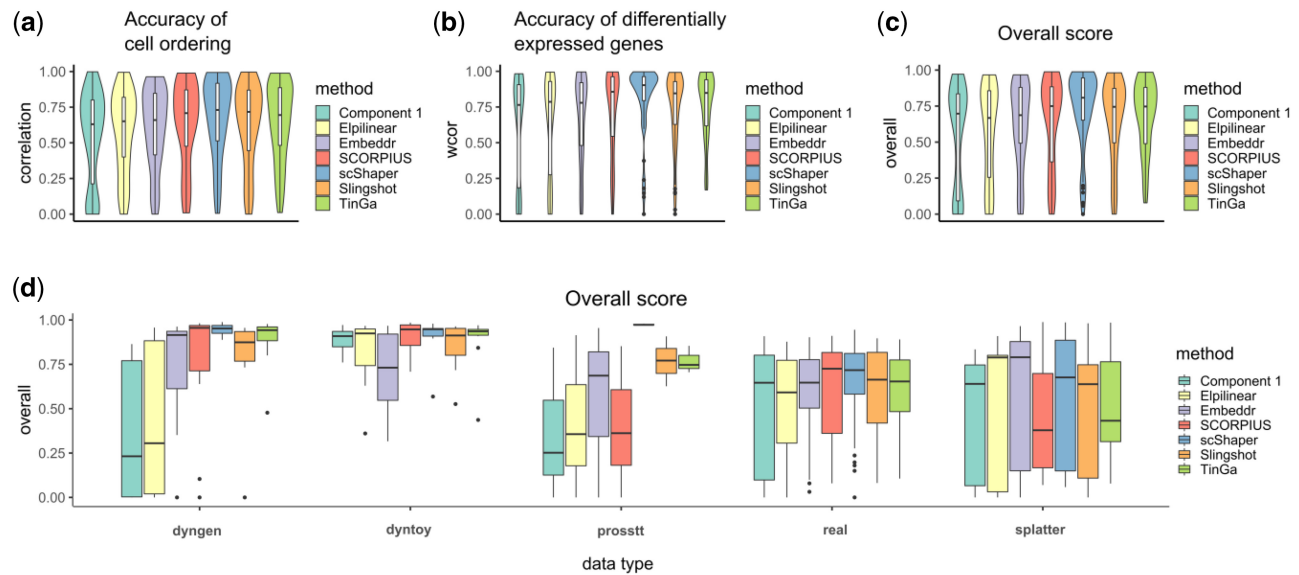 (a)
Accuracy of
cell ordering
1.00
0.75
0.50
0.25
0.00
correlation
method
Component 1
Elpilinear
Embeddr
SCORPIUS
scShaper
Slingshot
TinGa
(b)
Accuracy of differentially
expressed genes
1.00
0.75
0.50
0.25
0.00
wcor
method
Component 1
Elpilinear
Embeddr
SCORPIUS
scShaper
Slingshot
TinGa
(c)
Overall score
1.00
0.75
0.50
0.25
0.00
overall
method
Component 1
Elpilinear
Embeddr
SCORPIUS
scShaper
Slingshot
TinGa
(d)
Overall score
1.00
0.75
0.50
0.25
0.00
overall
dyngen
dyntoy
prosstt
real
splatter
data type
method
Component 1
Elpilinear
Embeddr
SCORPIUS
scShaper
Slingshot
TinGa